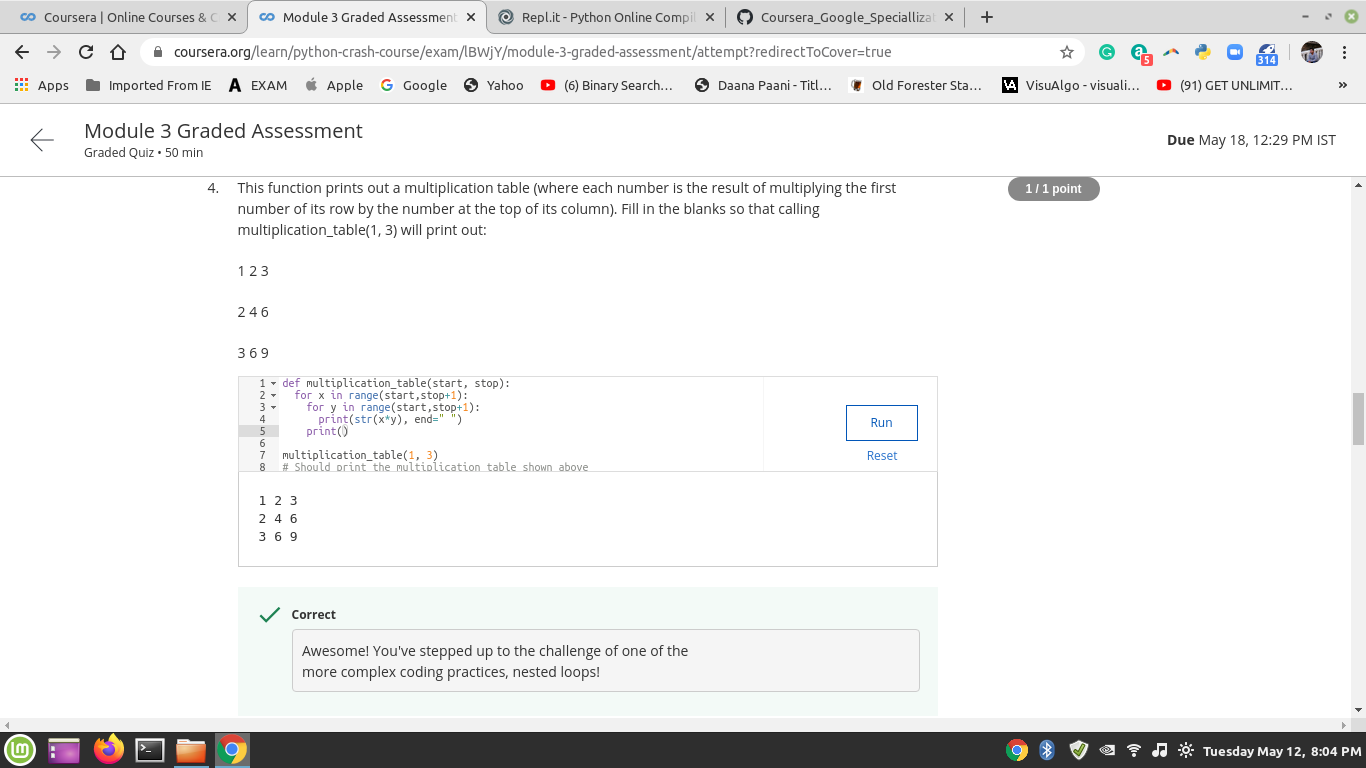 Coursera | Online Courses & C
Module 3 Graded Assessment
Repl.it - Python Online Compil
Coursera_Google_Speciallizat
coursera.org/learn/python-crash-course/exam/lBWjY/module-3-graded-assessment/attempt?redirectToCover=true
5
314
Apps
Imported From IE
EXAM
Apple
Google
Yahoo
(6) Binary Search...
Daana Paani - Titl...
Old Forester Sta...
VisuAlgo - visuali...
(91) GET UNLIMIT...
»
Module 3 Graded Assessment
Graded Quiz • 50 min
Due May 18, 12:29 PM IST
4. This function prints out a multiplication table (where each number is the result of multiplying the first
number of its row by the number at the top of its column). Fill in the blanks so that calling
multiplication_table(1, 3) will print out:
1 / 1 point
1 2 3
2 4 6
3 6 9
1 def multiplication_table(start, stop):
2 for x in range(start,stop+1):
3 for y in range(start,stop+1):
4 print(str(x*y), end=" ")
5 print()
6
7 multiplication_table(1, 3)
8 # Should print the multiplication table shown above
Run
Reset
1 2 3
2 4 6
3 6 9
Correct
Awesome! You've stepped up to the challenge of one of the
more complex coding practices, nested loops!
Tuesday May 12, 8:04 PM